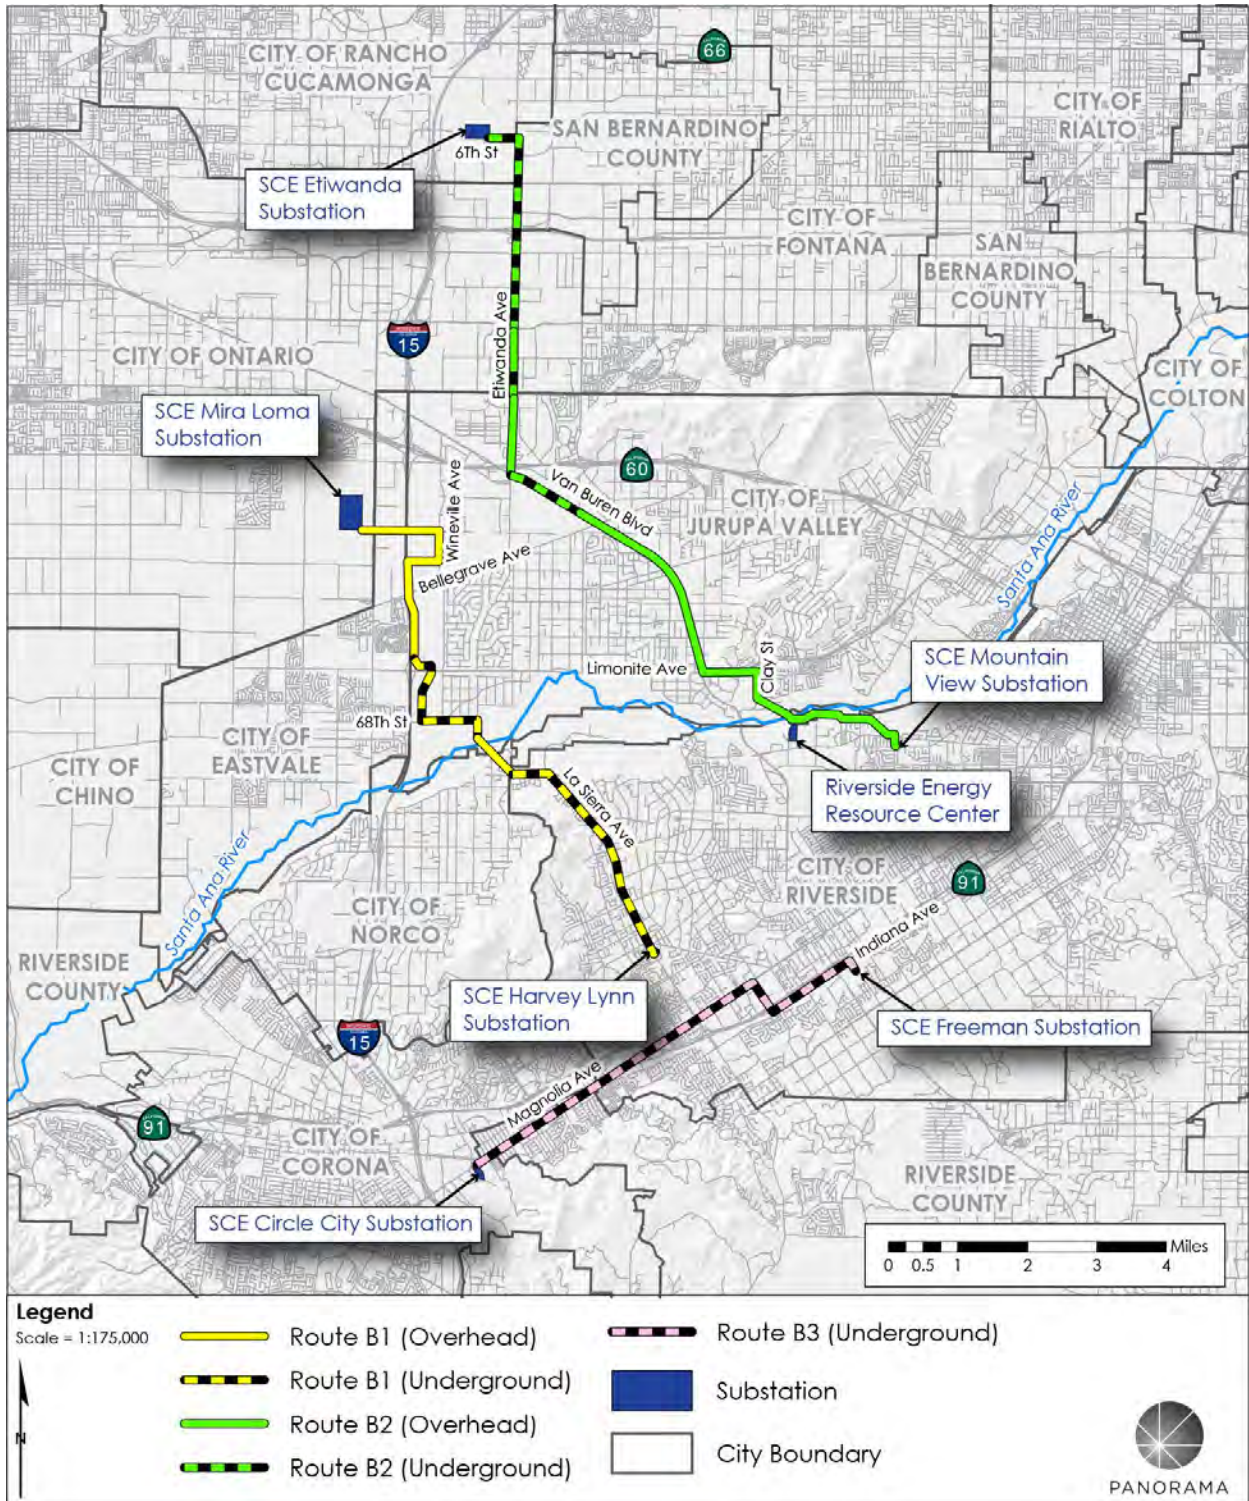 CITY OF RANCHO
CUCAMONGA
66
CITY OF
RIALTO
SAN BERNARDINO
COUNTY
6Th St
SCE Etiwanda
Substation
CITY OF
FONTANA
SAN
BERNARDINO
COUNTY
Etiwanda Ave
15
CITY OF ONTARIO
CITY OF
COLTON
SCE Mira Loma
Substation
60
Van Buren Blvd
CITY OF
JURUPA VALLEY
Wineville Ave
Bellegrave Ave
Santa Ana River
Limonite Ave
Clay St
SCE Mountain
View Substation
68Th St
CITY OF
EASTVALE
CITY OF
CHINO
La Sierra Ave
Riverside Energy
Resource Center
Santa Ana River
CITY OF
RIVERSIDE
91
CITY OF
NORCO
Indiana Ave
RIVERSIDE
COUNTY
SCE Harvey Lynn
Substation
SCE Freeman Substation
15
Magnolia Ave
91
CITY OF
CORONA
RIVERSIDE
COUNTY
SCE Circle City Substation
Miles
0 0.5 1 2 3 4
Legend
Scale = 1:175,000
N
Route B1 (Overhead)
Route B1 (Underground)
Route B2 (Overhead)
Route B2 (Underground)
Route B3 (Underground)
Substation
City Boundary
PANORAMA